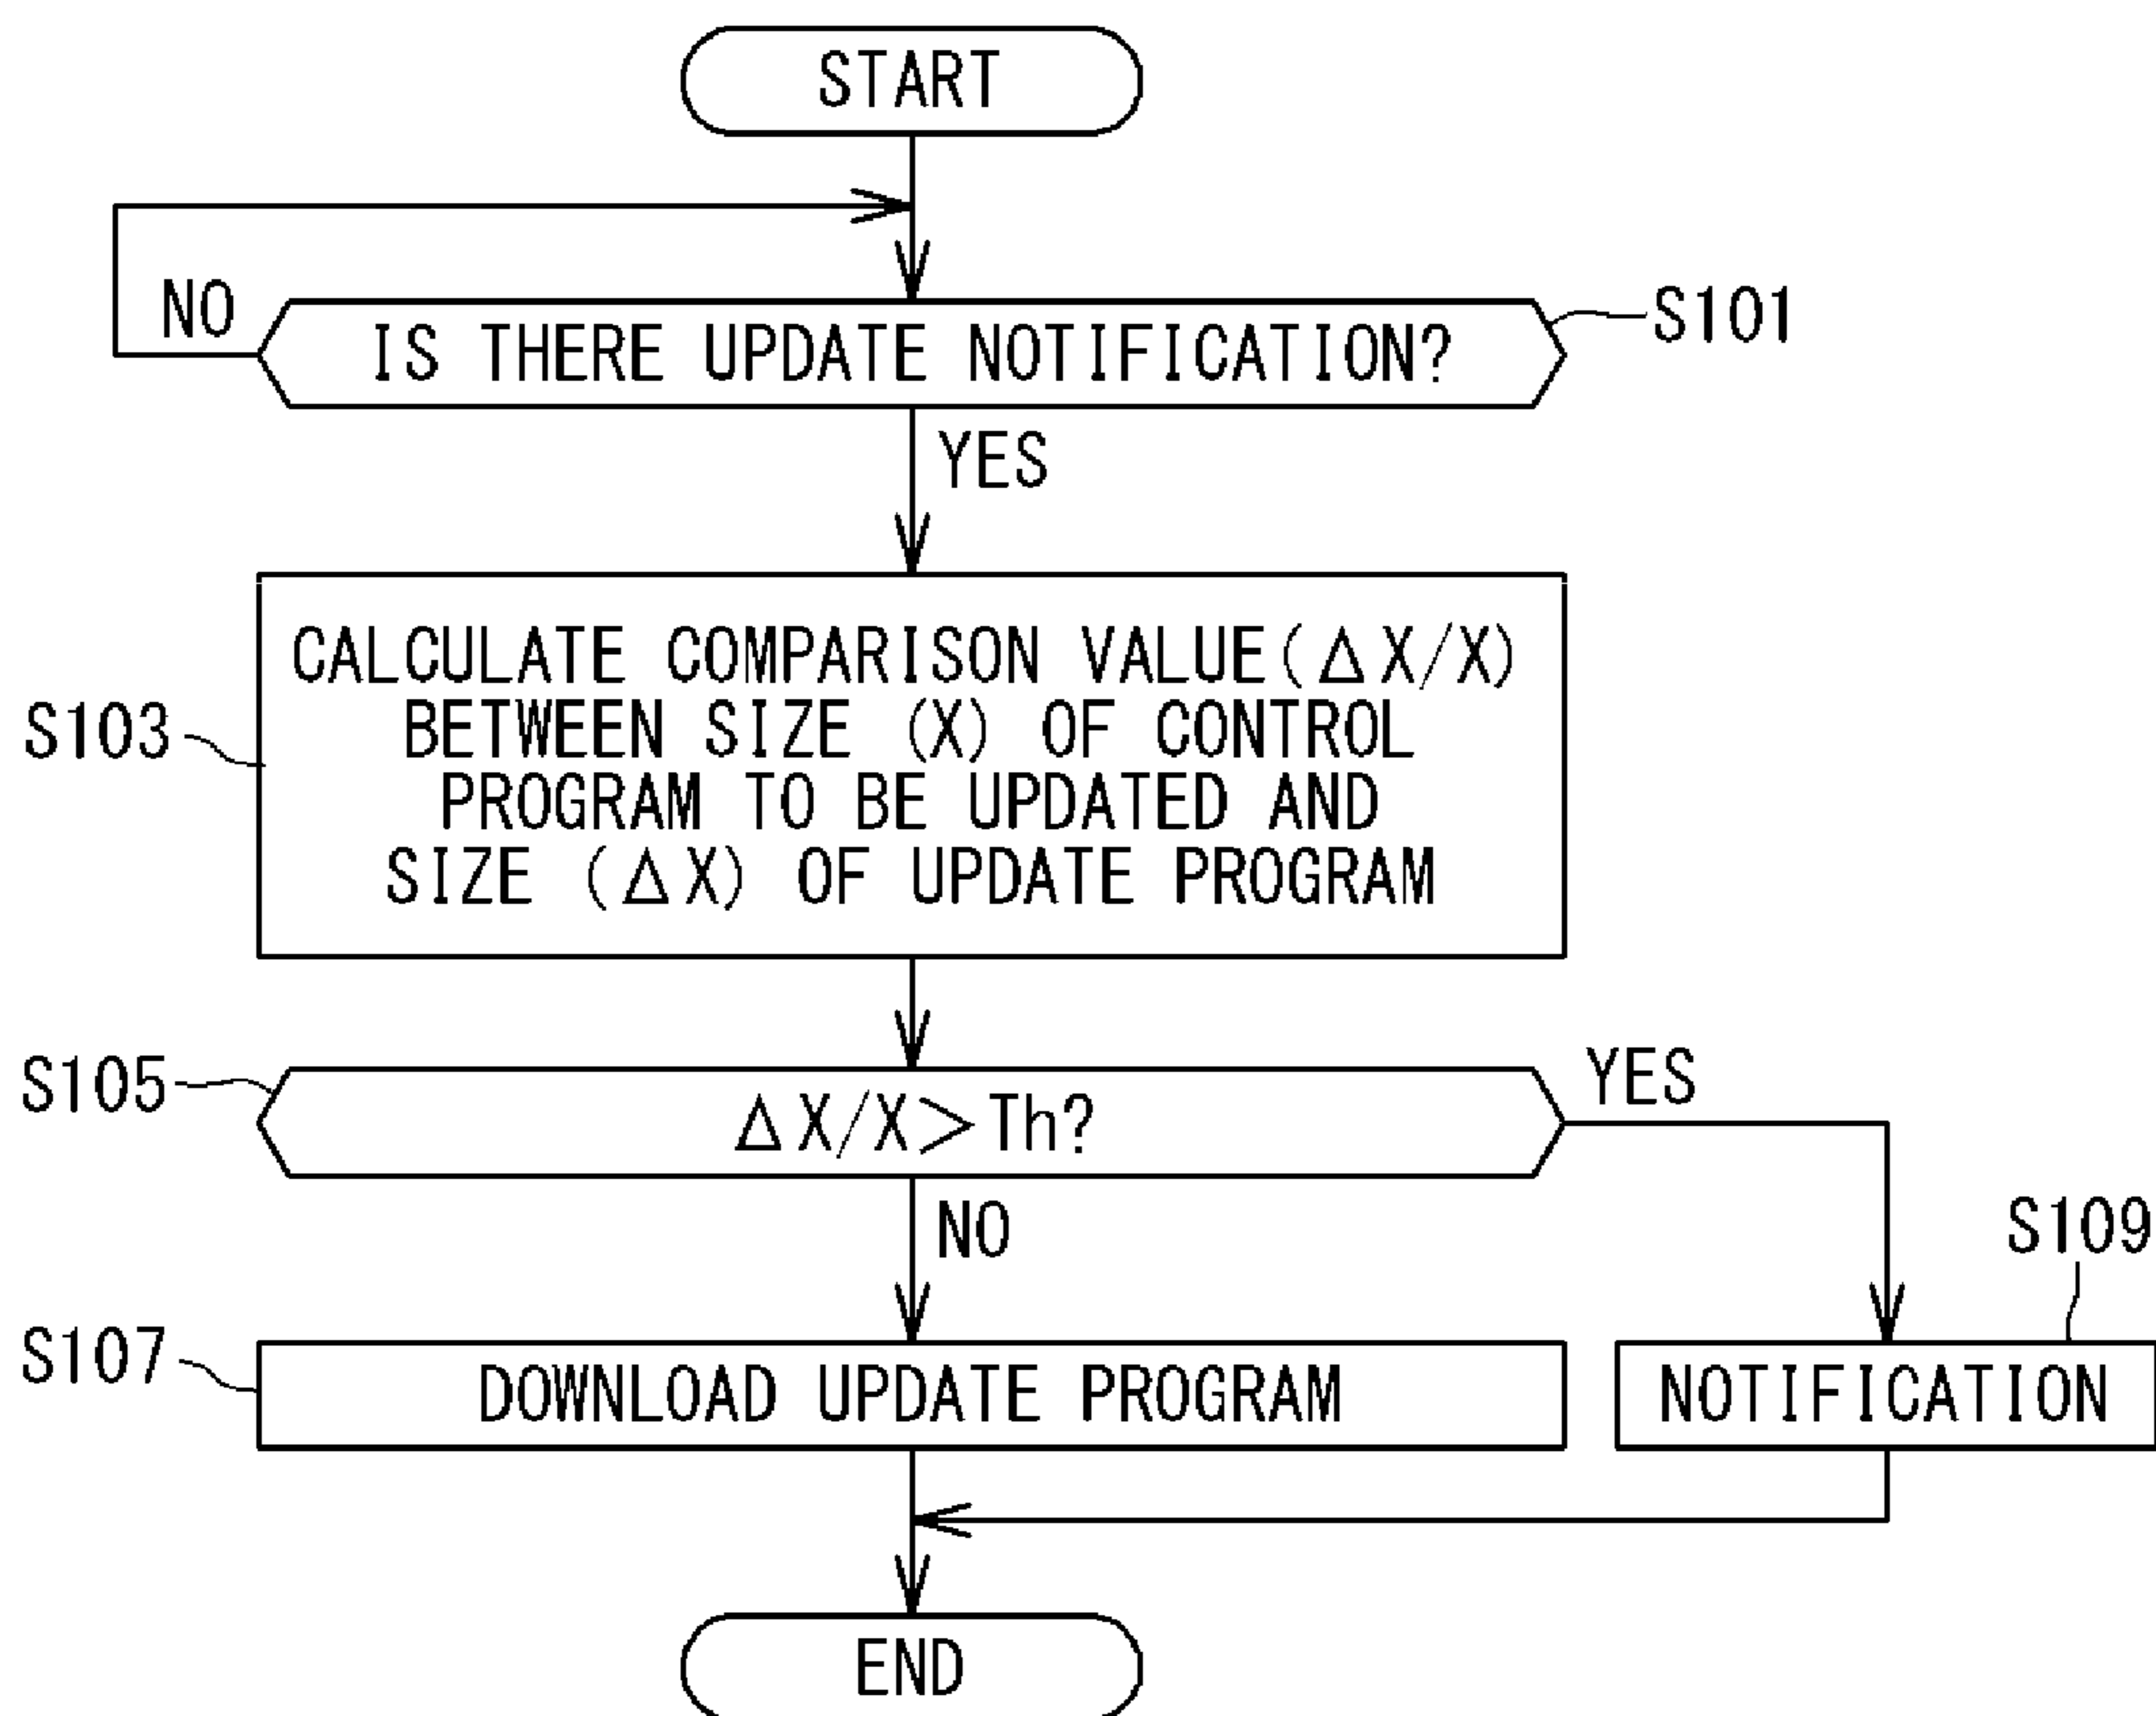 START
NO
IS THERE UPDATE NOTIFICATION?
S101
YES
S103
CALCULATE COMPARISON VALUE(ΔX/X)
BETWEEN SIZE (X) OF CONTROL
PROGRAM TO BE UPDATED AND
SIZE (ΔX) OF UPDATE PROGRAM
S105
ΔX/X>Th?
YES
NO
S109
S107
DOWNLOAD UPDATE PROGRAM
NOTIFICATION
END